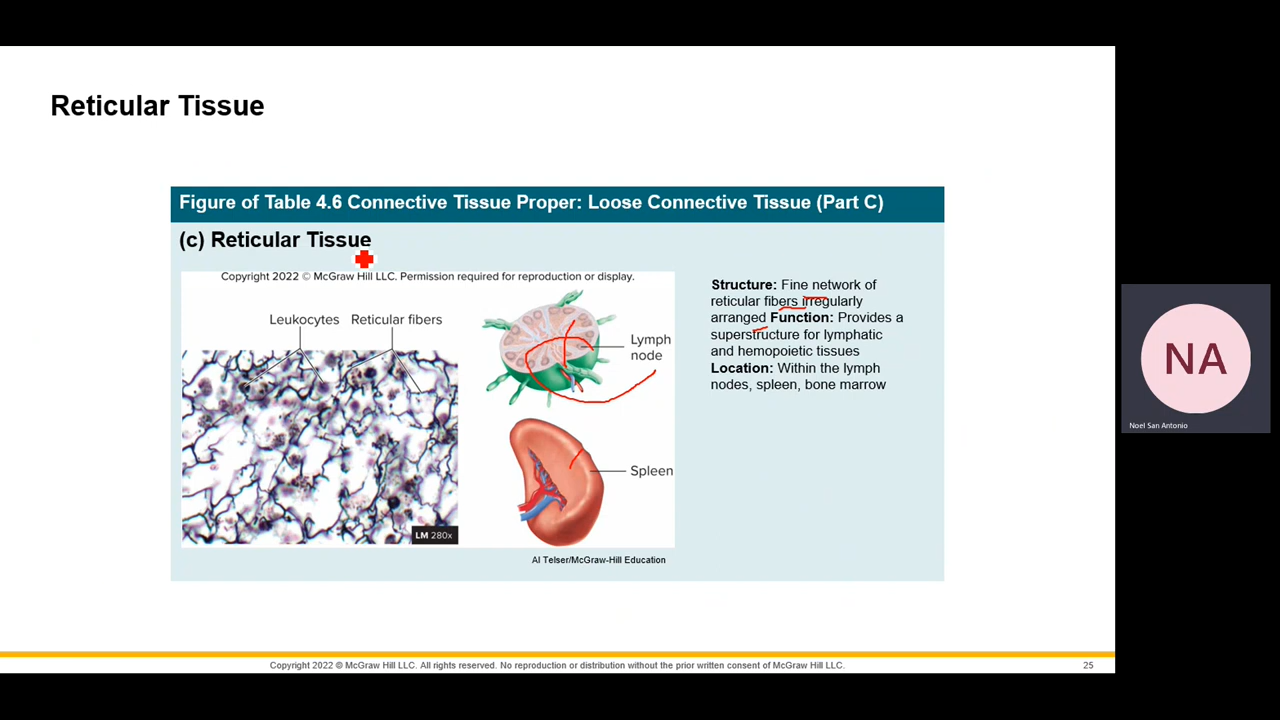 Reticular Tissue
Figure of Table 4.6 Connective Tissue Proper: Loose Connective Tissue (Part C)
(c) Reticular Tissue
Copyright 2022 © McGraw Hill LLC. Permission required for reproduction or display.
Leukocytes
Reticular fibers
Lymph
node
Spleen
LM 280x
Al Telser/McGraw-Hill Education
Structure: Fine network of
reticular fibers irregularly
arranged Function: Provides a
superstructure for lymphatic
and hemopoietic tissues
Location: Within the lymph
nodes, spleen, bone marrow
NA
Noel San Antonio
Copyright 2022 © McGraw Hill LLC. All rights reserved. No reproduction or distribution without the prior written consent of McGraw Hill LLC.
25